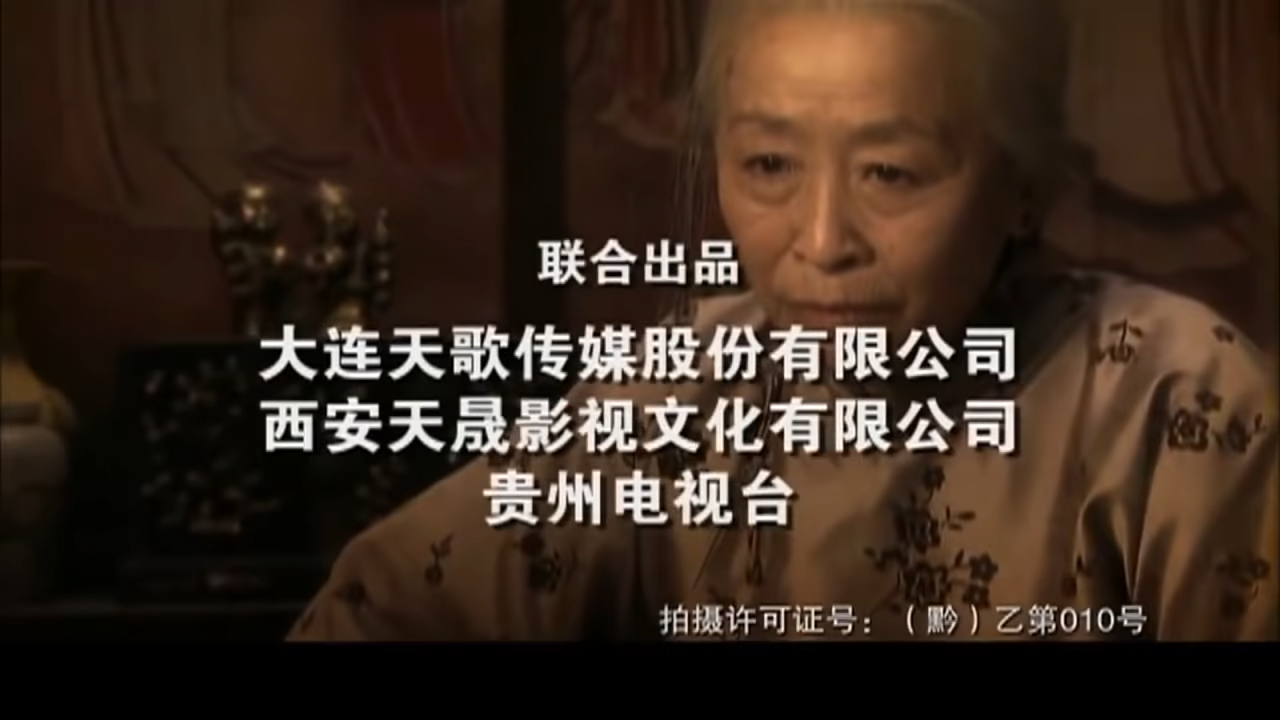 联合出品
大连天歌传媒股份有限公司
西安天晟影视文化有限公司
贵州电视台
拍摄许可证号：（黔）乙第010号